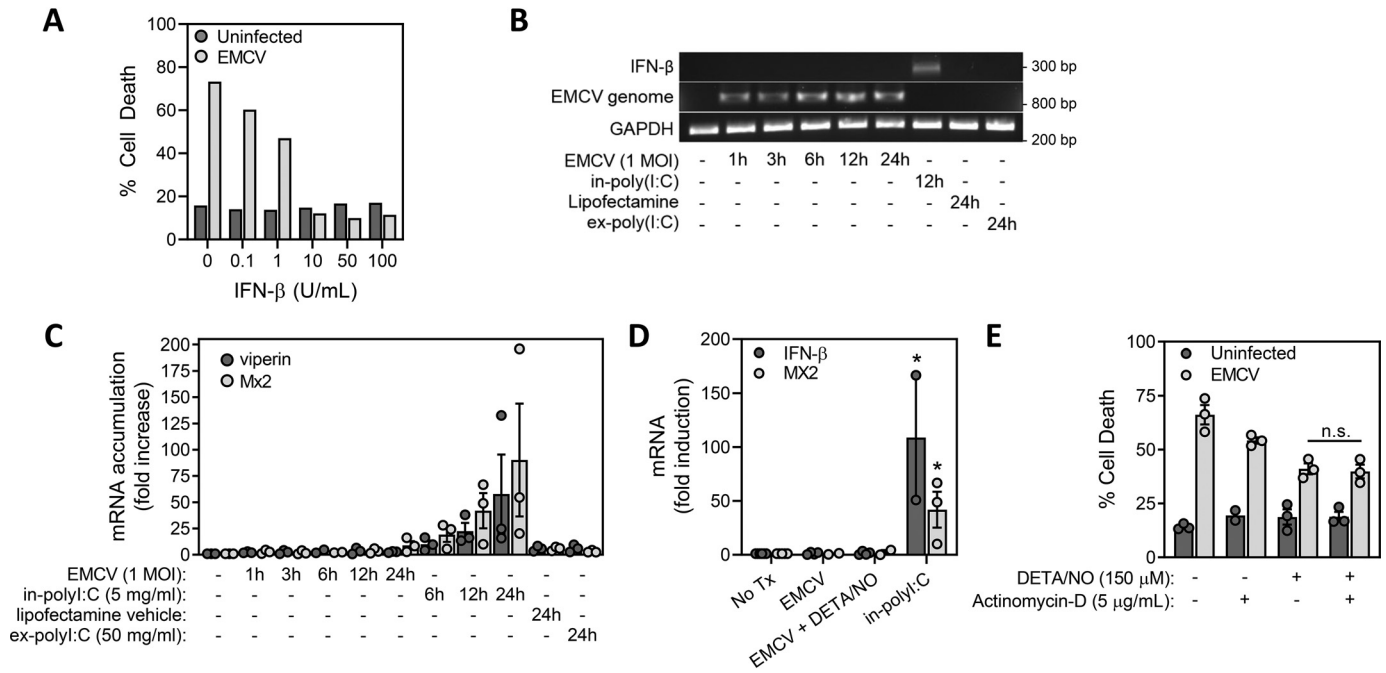 A
100
80
60
40
20
0
% Cell Death
Uninfected
EMCV
0 0.1 1 10 50 100
IFN-β (U/mL)
B
IFN-β
EMCV genome
GAPDH
300 bp
800 bp
200 bp
EMCV (1 MOI) - 1h 3h 6h 12h 24h - - -
in-poly(I:C) - - - - - - 12h - -
Lipofectamine - - - - - - - 24h -
ex-poly(I:C) - - - - - - - - 24h
C
200
175
150
125
100
75
50
25
0
mRNA accumulation
(fold increase)
viperin
Mx2
EMCV (1 MOI): - 1h 3h 6h 12h 24h - - - - -
in-polyI:C (5 mg/ml): - - - - - - 6h 12h 24h - -
lipofectamine vehicle: - - - - - - - - - 24h -
ex-polyI:C (50 mg/ml): - - - - - - - - - - 24h
D
200
150
100
50
0
mRNA
(fold induction)
IFN-β
MX2
*
*
No Tx
EMCV
EMCV + DETA/NO
in-polyI:C
E
100
75
50
25
0
% Cell Death
Uninfected
EMCV
n.s.
DETA/NO (150 μM): - - + +
Actinomycin-D (5 μg/mL): - + - +